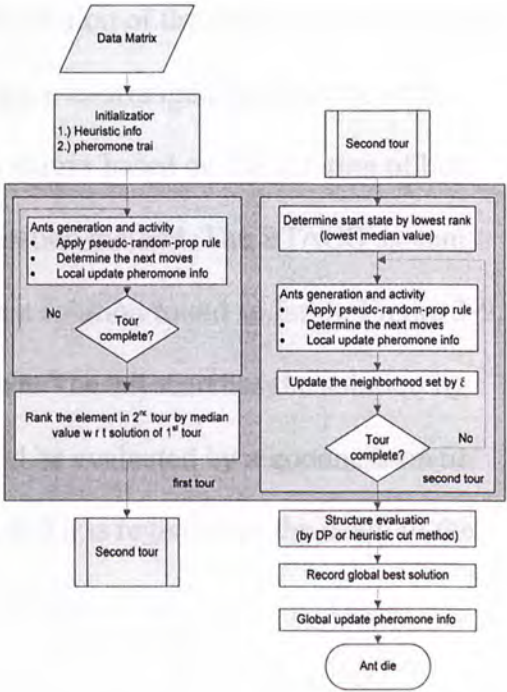 Data Matrix
Initialization
1.) Heuristic info
2.) pheromone trai
Ants generation and activity
• Apply pseudo-random-prop rule
• Determine the next moves
• Local update pheromone info
No
Tour
complete?
Rank the element in 2nd tour by median
value w r t solution of 1st tour
first tour
Second tour
Second tour
Determine start state by lowest rank
(lowest median value)
Ants generation and activity
• Apply pseudo-random-prop rule
• Determine the next moves
• Local update pheromone info
Update the neighborhood set by
Tour
complete?
No
second tour
Structure evaluation
(by DP or heuristic cut method)
Record global best solution
Global update pheromone info
Ant die